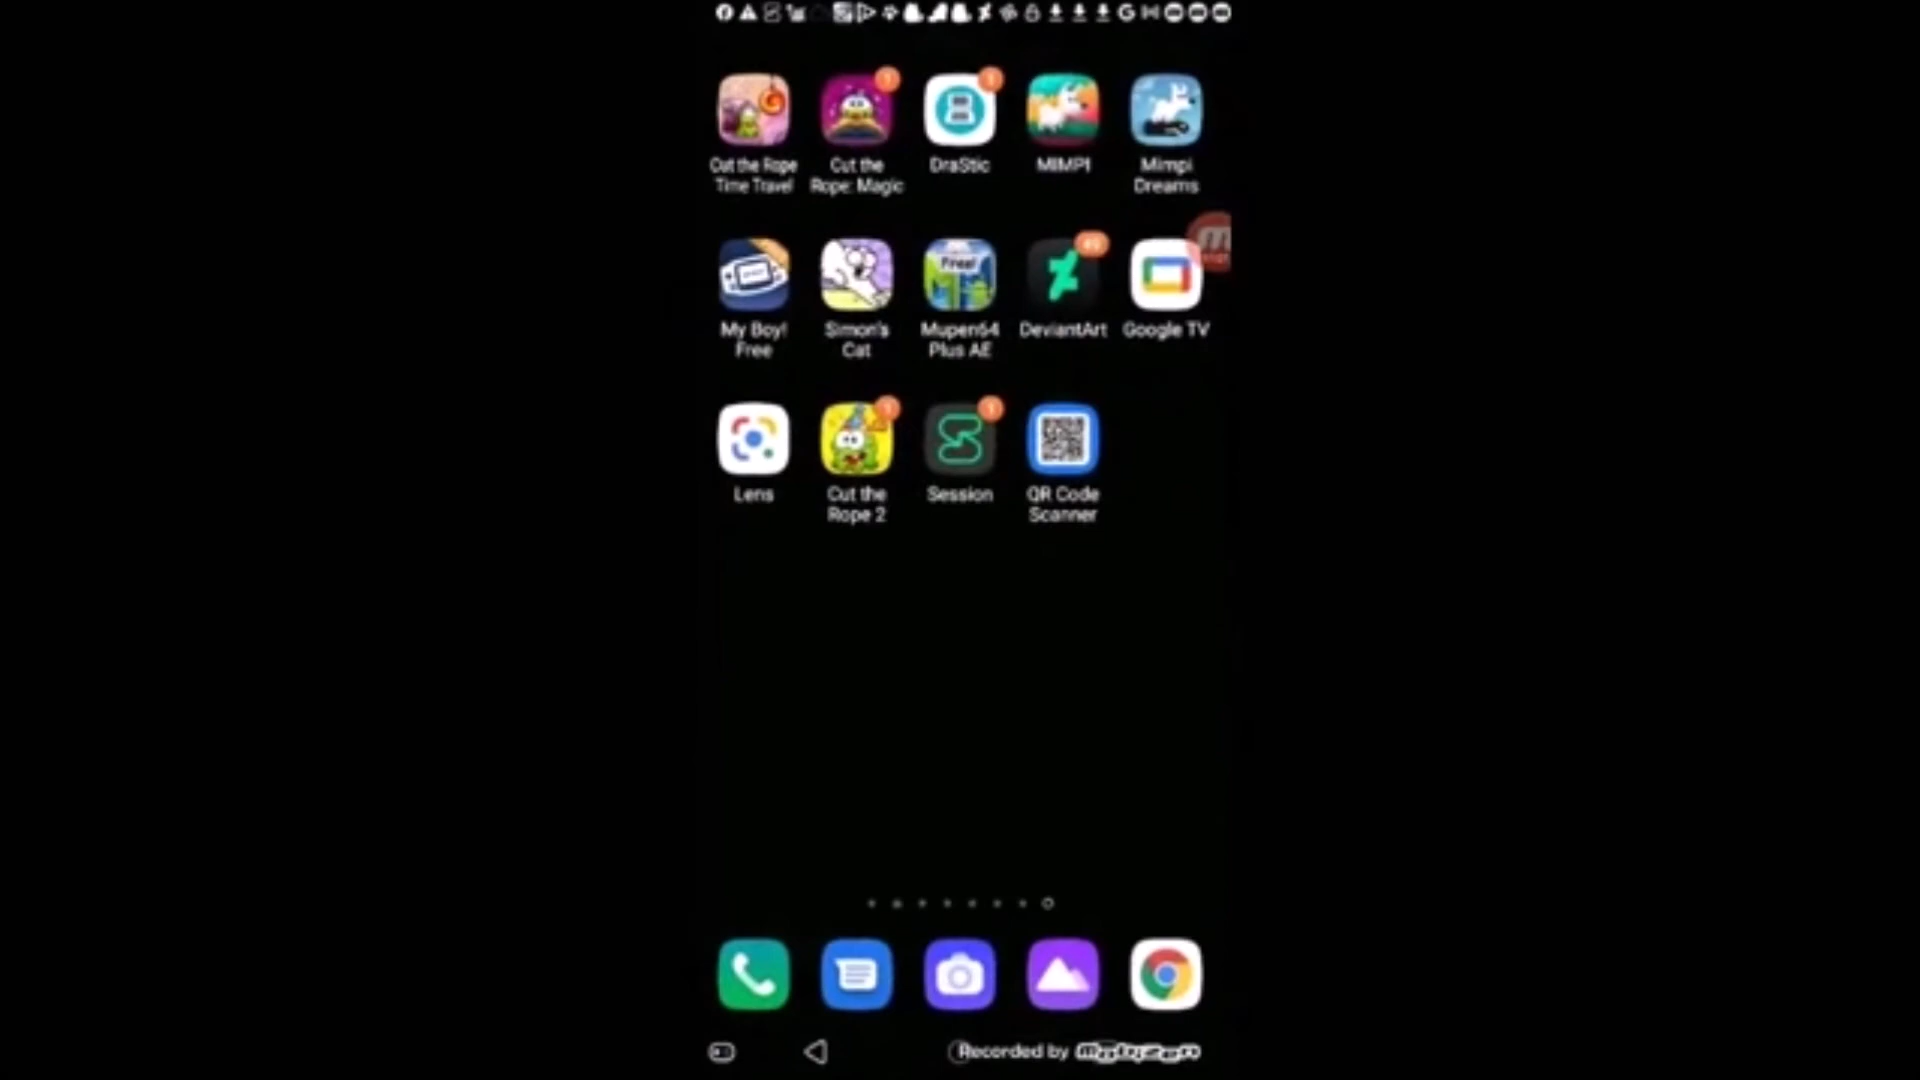 Cut the Rope
Time Travel
Cut the
Rope: Magic
DraStic
MIMPI
Mimpi
Dreams
My Boy!
Free
Simon's
Cat
Free!
Mupen64
Plus AE
DeviantArt
Google TV
Lens
Cut the
Rope 2
Session
QR Code
Scanner
Recorded by